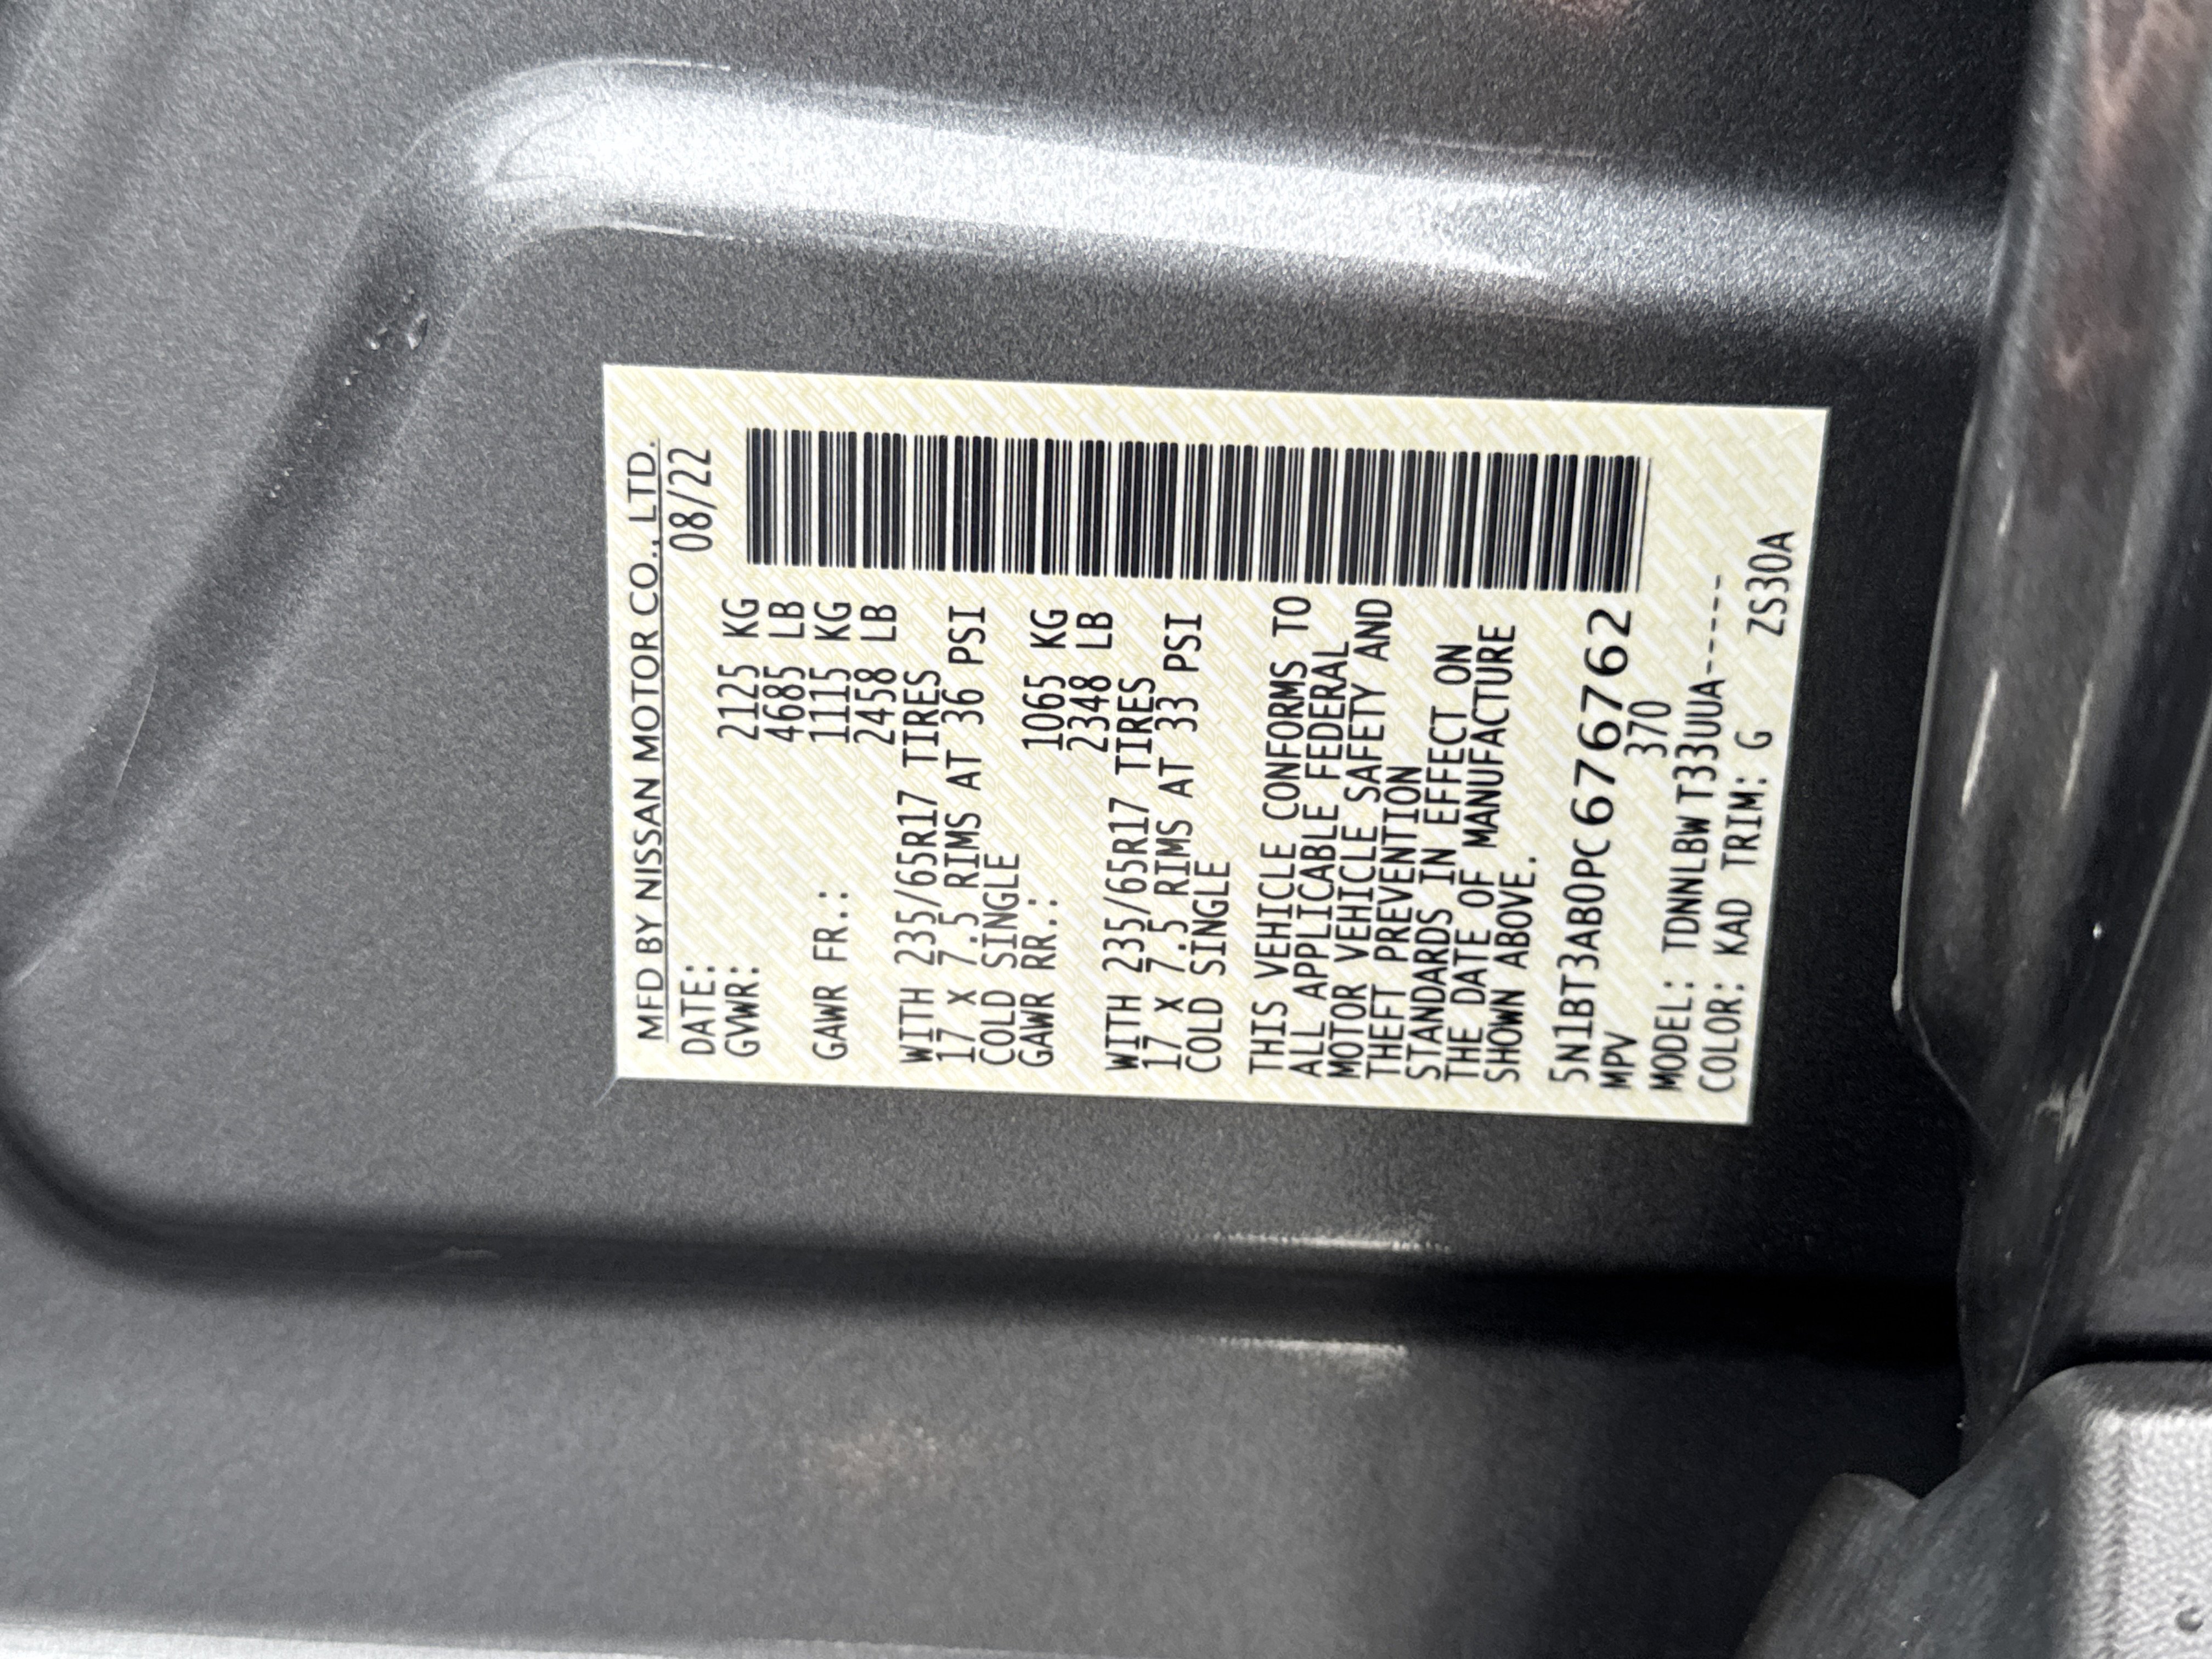 MFD BY NISSAN MOTOR CO., LTD.
DATE: 08/22
GVWR: 2125 KG
4685 LB
GAWR FR.: 1115 KG
2458 LB
WITH 235/65R17 TIRES
17 X 7.5 RIMS AT 36 PSI
COLD SINGLE
GAWR RR.: 1065 KG
2348 LB
WITH 235/65R17 TIRES
17 X 7.5 RIMS AT 33 PSI
COLD SINGLE
THIS VEHICLE CONFORMS TO
ALL APPLICABLE FEDERAL
MOTOR VEHICLE SAFETY AND
THEFT PREVENTION
STANDARDS IN EFFECT ON
THE DATE OF MANUFACTURE
SHOWN ABOVE.
5N1BT3AB0PC676762
MPV 370
MODEL: TDNNLBW T33UUA------
COLOR: KAD TRIM: G ZS30A